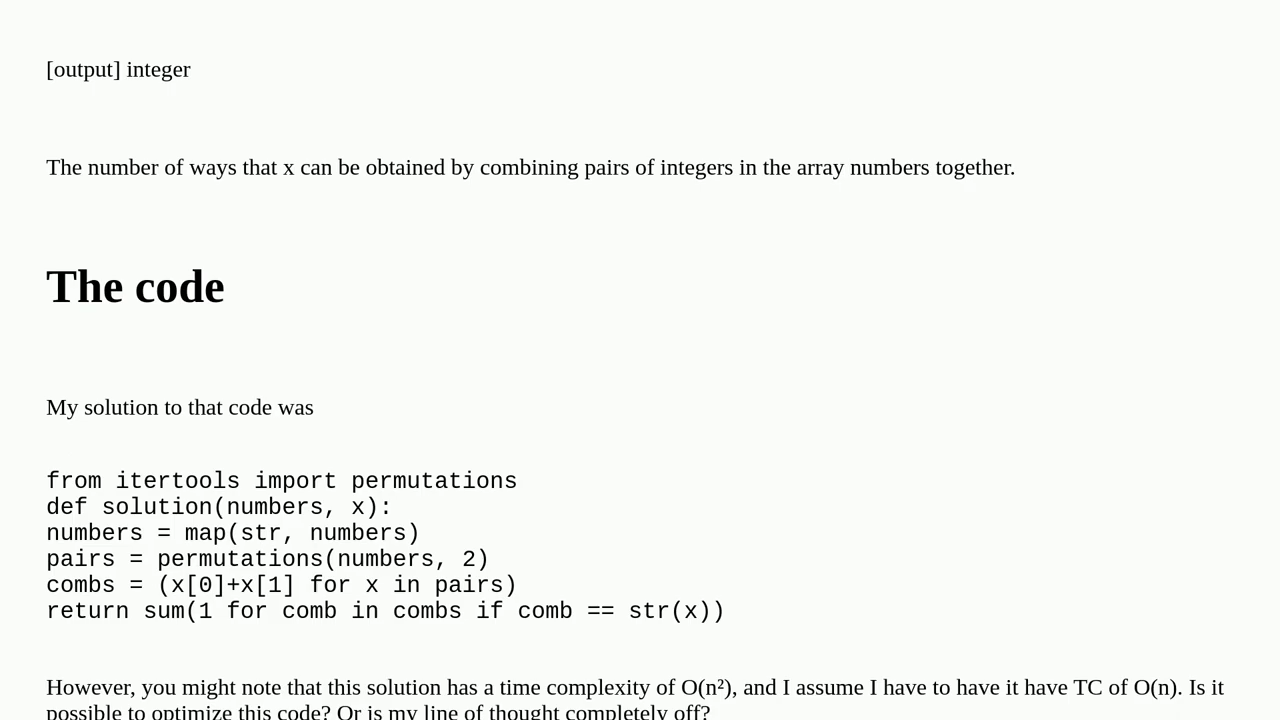 [output] integer
The number of ways that x can be obtained by combining pairs of integers in the array numbers together.
The code
My solution to that code was
from itertools import permutations
def solution(numbers, x):
numbers = map(str, numbers)
pairs = permutations(numbers, 2)
combs = (x[0]+x[1] for x in pairs)
return sum(1 for comb in combs if comb == str(x))
However, you might note that this solution has a time complexity of O(n²), and I assume I have to have it have TC of O(n). Is it
possible to optimize this code? Or is my line of thought completely off?